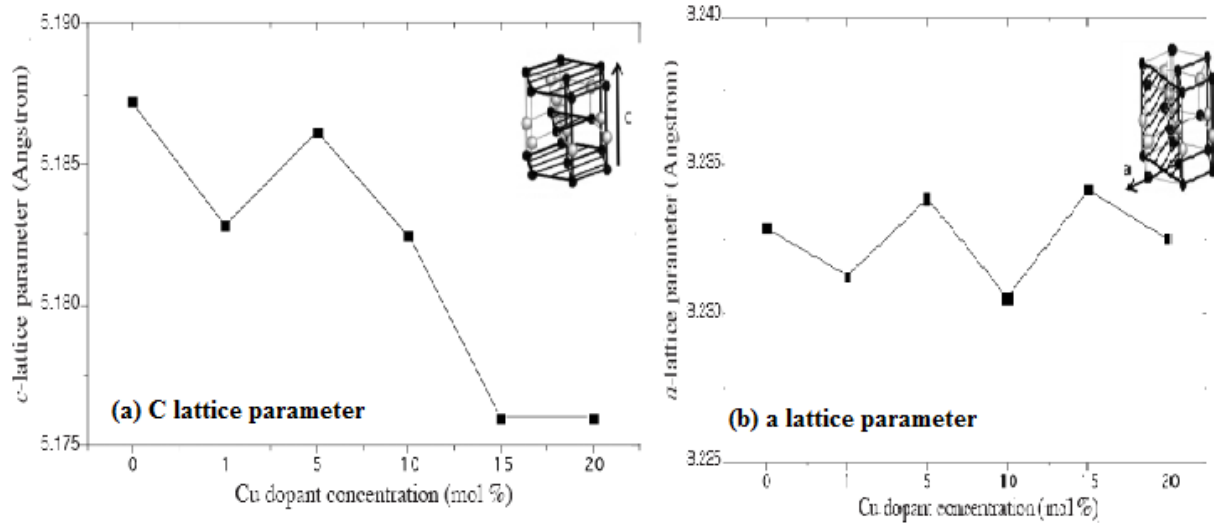 5.190
5.185
5.180
5.175
c-lattice parameter (Angstrom)
C
(a) C lattice parameter
0 1 5 10 15 20
Cu dopant concentration (mol %)
3.240
3.235
3.230
3.225
a-lattice parameter (Angstrom)
a
(b) a lattice parameter
0 1 5 10 15 20
Cu dopant concentration (mol %)